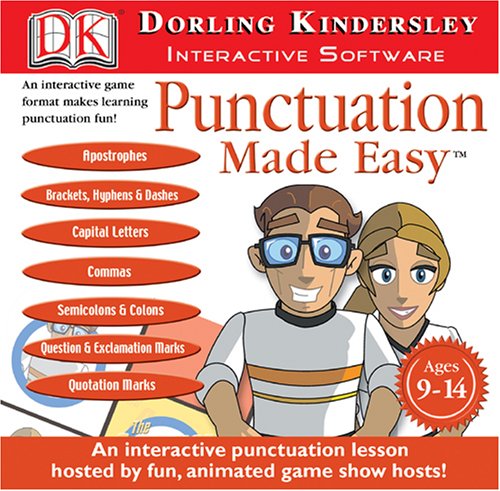 DK
DORLING KINDERSLEY
INTERACTIVE SOFTWARE
An interactive game
format makes learning
punctuation fun!
Punctuation
Made Easy™
Apostrophes
Brackets, Hyphens & Dashes
Capital Letters
Commas
Semicolons & Colons
Question & Exclamation Marks
Quotation Marks
The
Ages
9-14
An interactive punctuation lesson
hosted by fun, animated game show hosts!